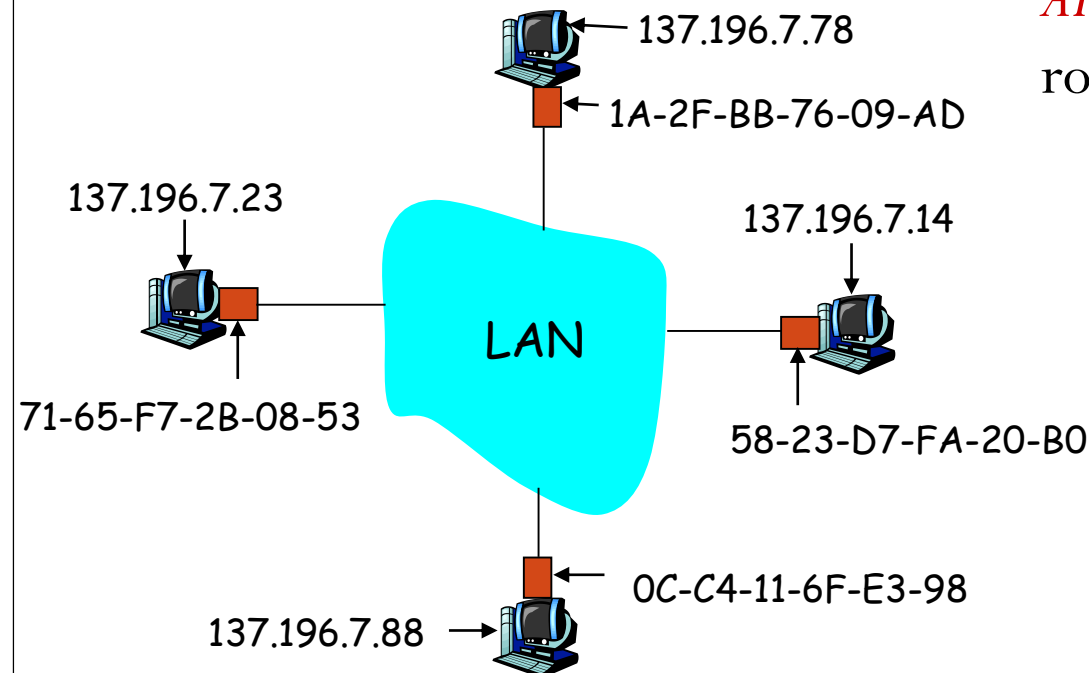 137.196.7.78
1A-2F-BB-76-09-AD
137.196.7.23
137.196.7.14
LAN
71-65-F7-2B-08-53
58-23-D7-FA-20-B0
0C-C4-11-6F-E3-98
137.196.7.88
ro